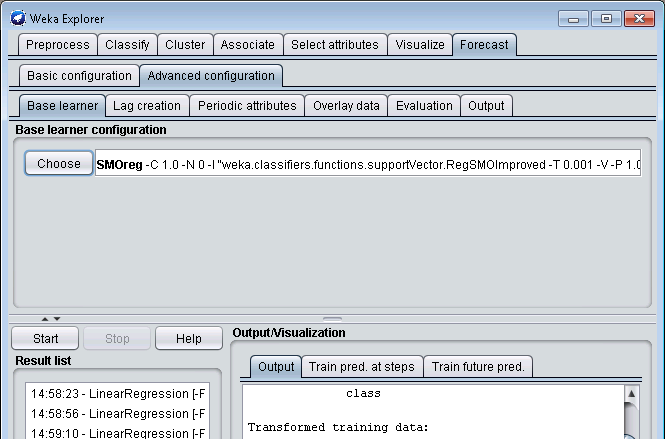 Weka Explorer
Preprocess Classify Cluster Associate Select attributes Visualize Forecast
Basic configuration Advanced configuration
Base learner Lag creation Periodic attributes Overlay data Evaluation Output
Base learner configuration
Choose SMOreg -C 1.0 -N 0 -I "weka.classifiers.functions.supportVector.RegSMOImproved -T 0.001 -V -P 1.0
Start Stop Help
Output/Visualization
Result list
Output Train pred. at steps Train future pred.
14:58:23 - LinearRegression [-F
14:58:56 - LinearRegression [-F
14:59:10 - LinearRegression [-F
class
Transformed training data: